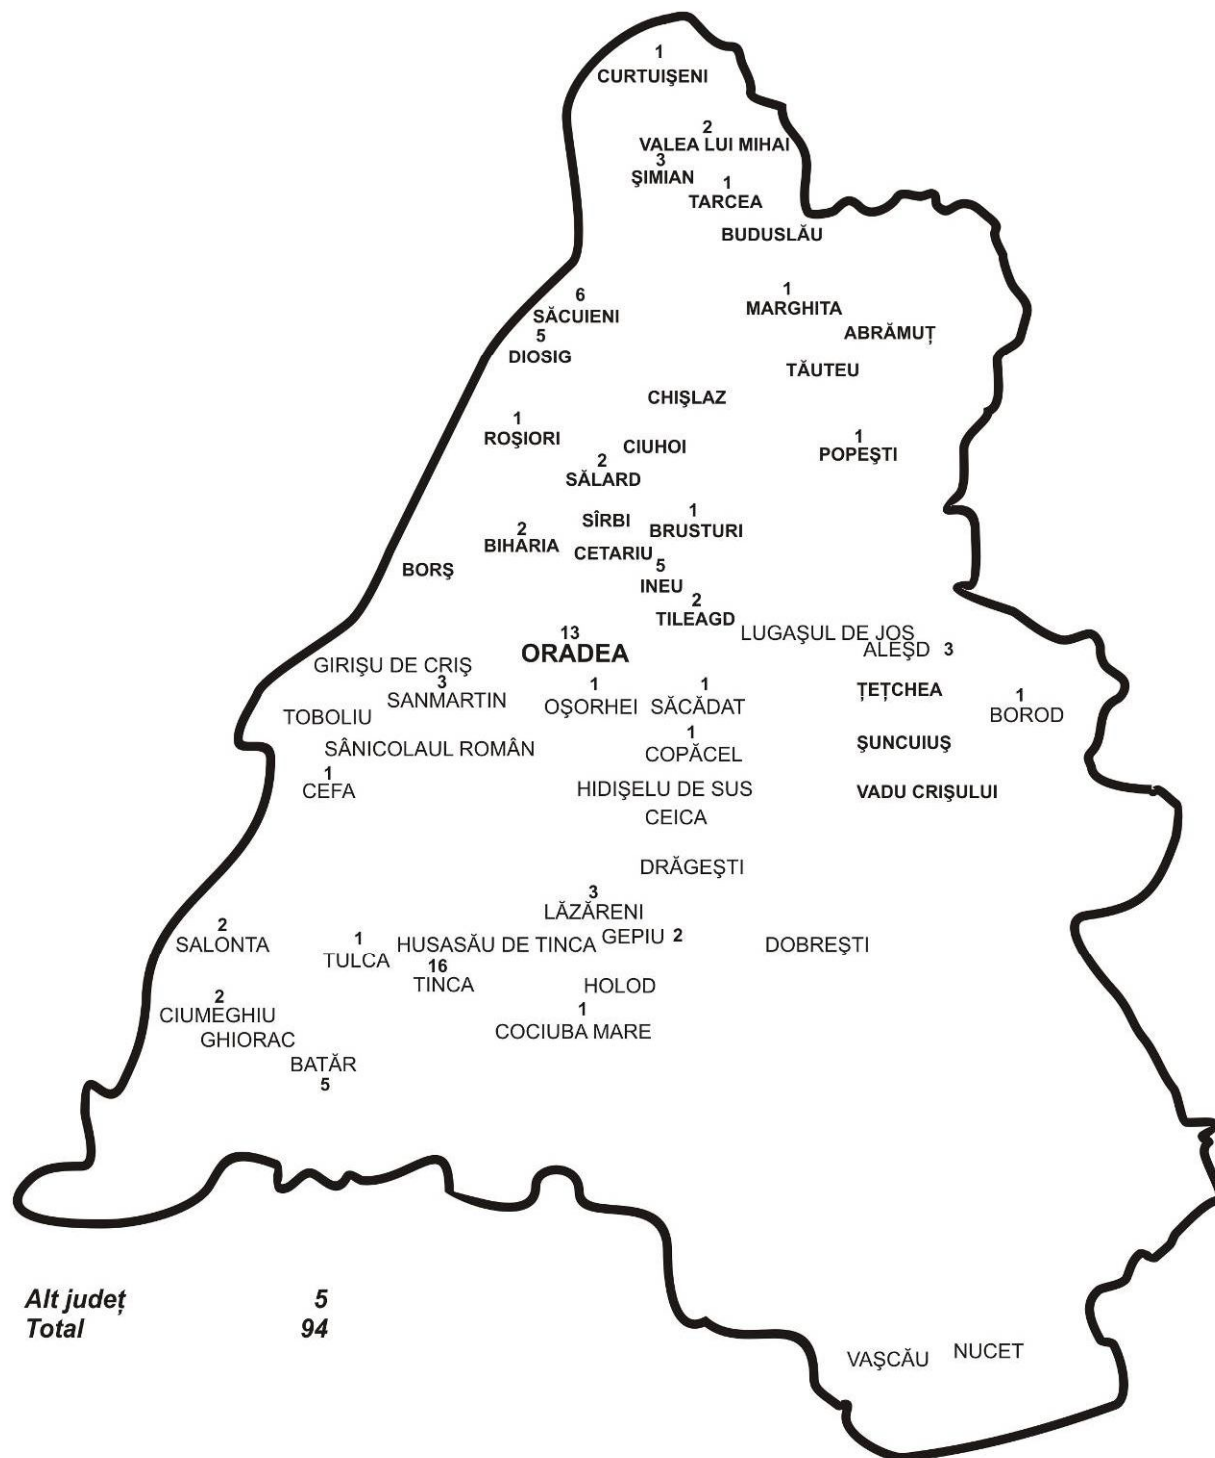 1
CURTUIŞENI
2
VALEA LUI MIHAI
3
ŞIMIAN
1
TARCEA
BUDUSLĂU
6
SĂCUIENI
1
MARGHITA
ABRĂMUŢ
5
DIOSIG
TĂUTEU
CHIŞLAZ
1
ROŞIORI
CIUHOI
1
POPEŞTI
2
SĂLARD
SÎRBI
1
BRUSTURI
2
BIHARIA
CETARIU
BORŞ
5
INEU
2
TILEAGD
LUGAŞUL DE JOS
ALEŞD 3
13
ORADEA
GIRIŞU DE CRIŞ
3
SANMARTIN
1
OŞORHEI
1
SĂCĂDAT
ŢEŢCHEA
1
BOROD
TOBOLIU
SÂNICOLAUL ROMÂN
1
COPĂCEL
ŞUNCUIUŞ
1
CEFA
HIDIŞELU DE SUS
VADU CRIŞULUI
CEICA
DRĂGEŞTI
3
LĂZĂRENI
2
SALONTA
1
TULCA
HUSASĂU DE TINCA
GEPIU 2
DOBREŞTI
16
TINCA
HOLOD
2
CIUMEGHIU
1
COCIUBA MARE
GHIORAC
BATĂR
5
Alt judeţ 5
Total 94
VAŞCĂU
NUCET